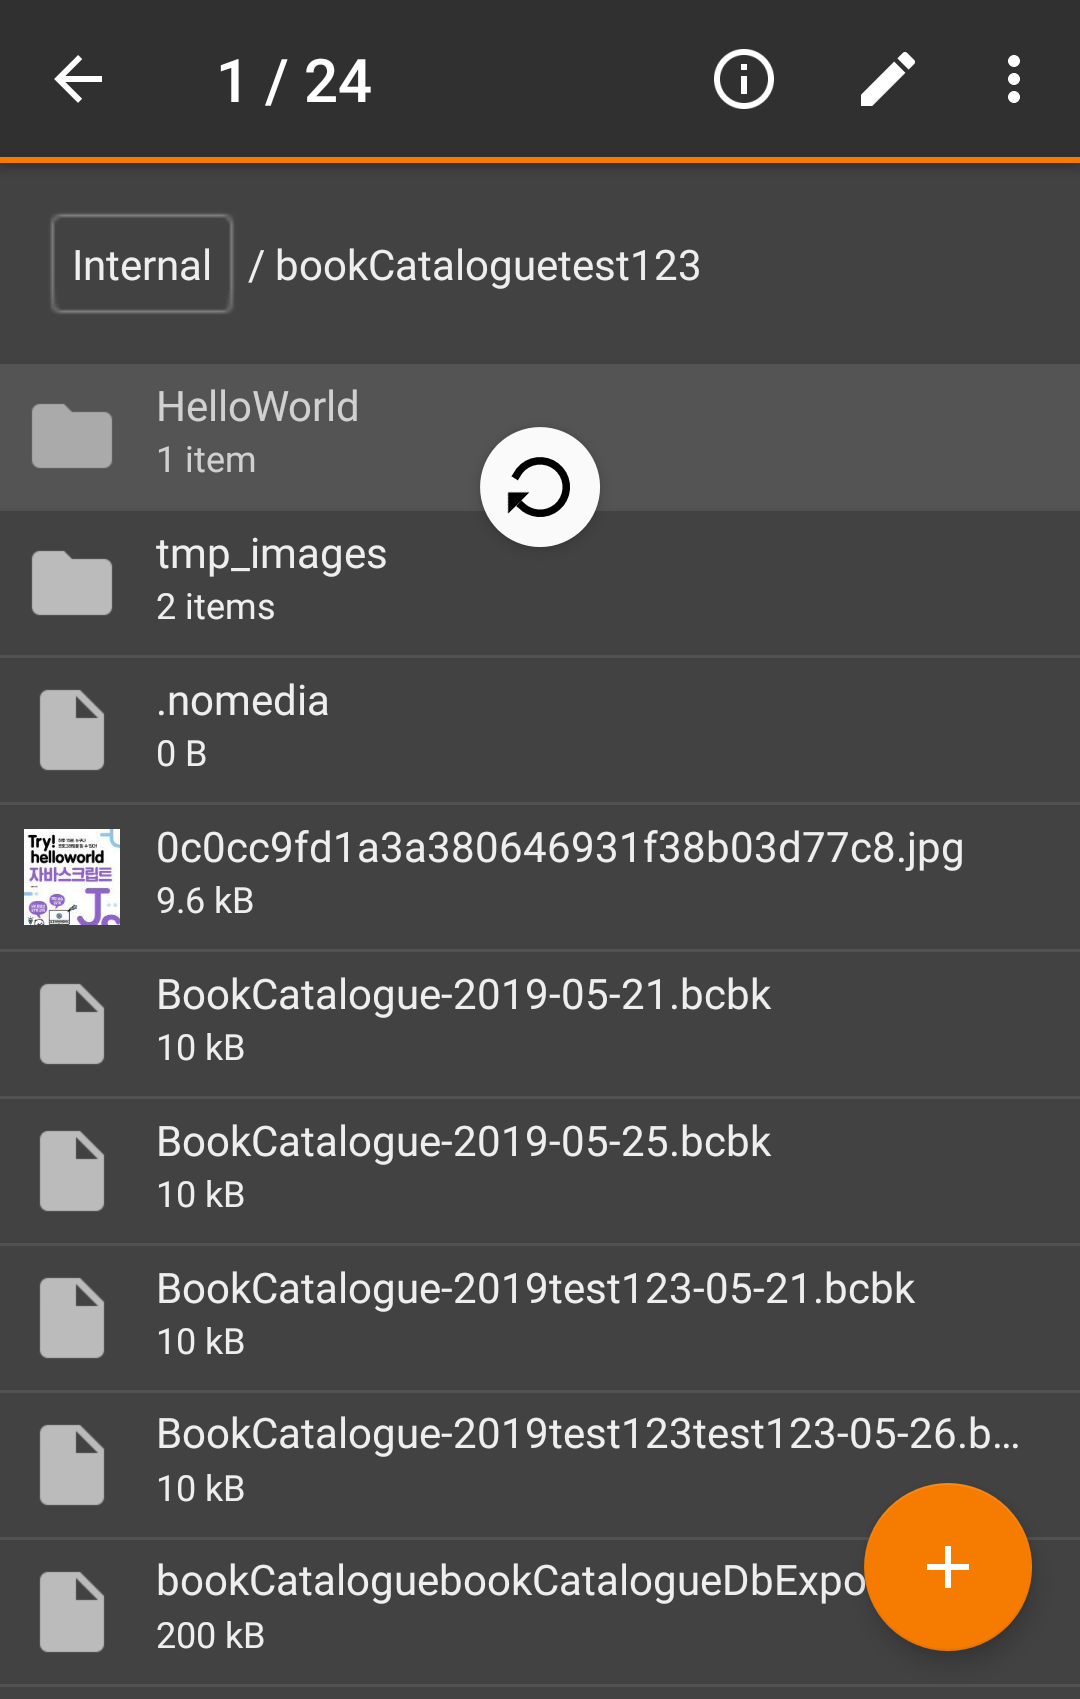 1 / 24
Internal / bookCataloguetest123
HelloWorld
1 item
tmp_images
2 items
.nomedia
0 B
Try!
helloworld
자바스크립트
0c0cc9fd1a3a380646931f38b03d77c8.jpg
9.6 kB
BookCatalogue-2019-05-21.bcbk
10 kB
BookCatalogue-2019-05-25.bcbk
10 kB
BookCatalogue-2019test123-05-21.bcbk
10 kB
BookCatalogue-2019test123test123-05-26.b...
10 kB
bookCataloguebookCatalogueDbExpo
200 kB